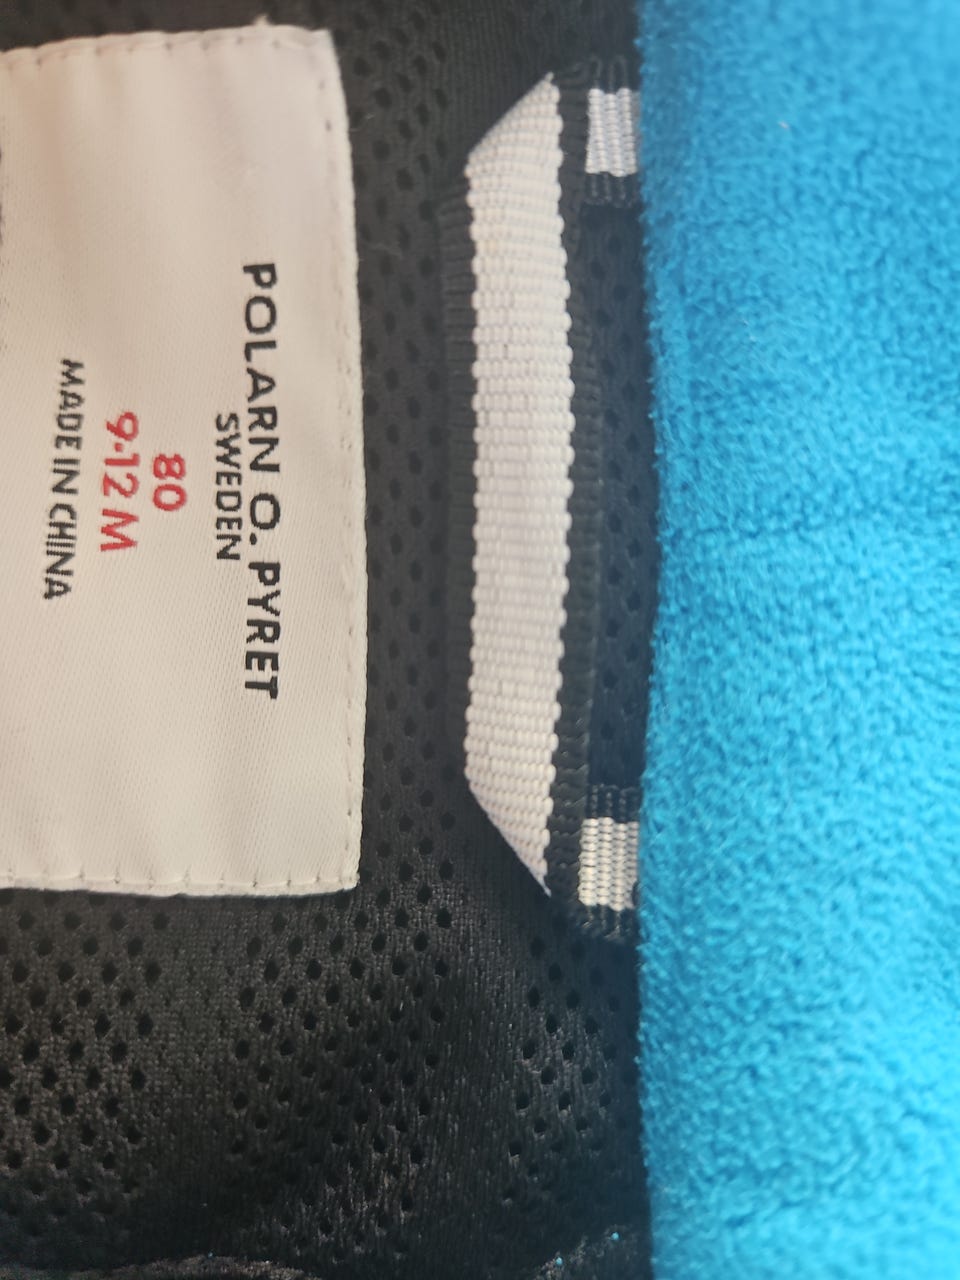 POLARN O. PYRET
SWEDEN
80
9-12 M
MADE IN CHINA